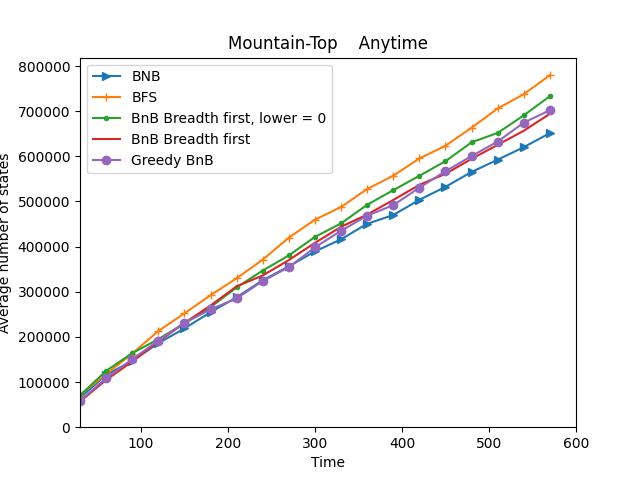 Mountain-Top    Anytime
800000
700000
600000
500000
400000
300000
200000
100000
0
Average number of states
BNB
BFS
BnB Breadth first, lower = 0
BnB Breadth first
Greedy BnB
100
200
300
400
500
600
Time